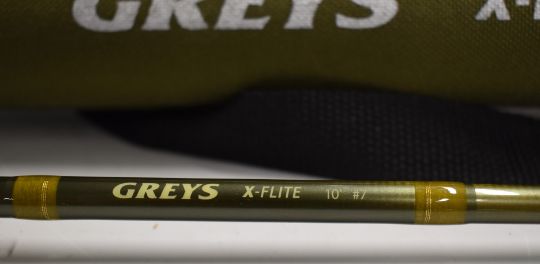 GREYS X-
GREYS X-FLITE 10' #7